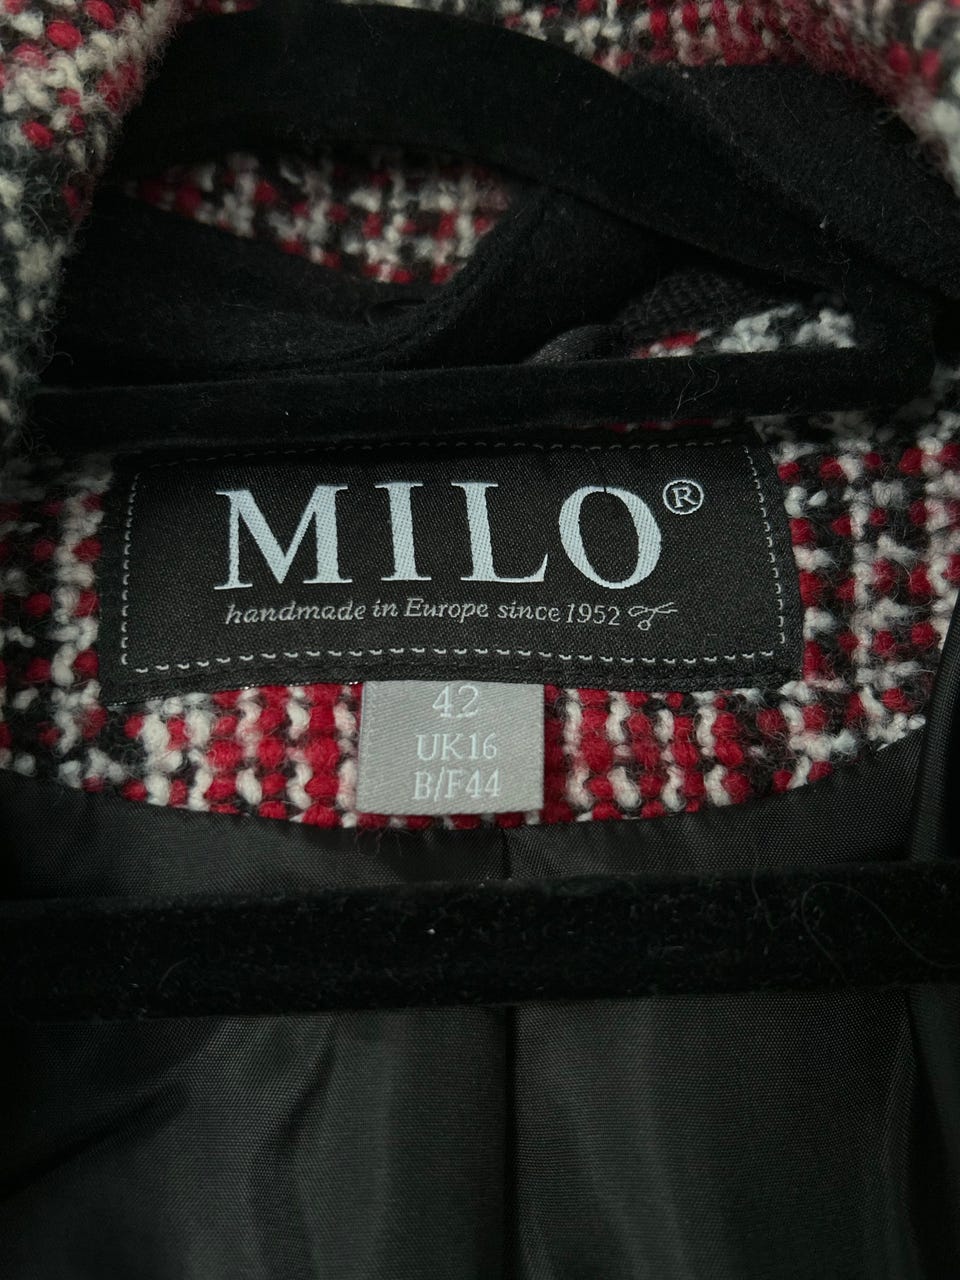 MILO®
handmade in Europe since 1952
42
UK16
B/F44